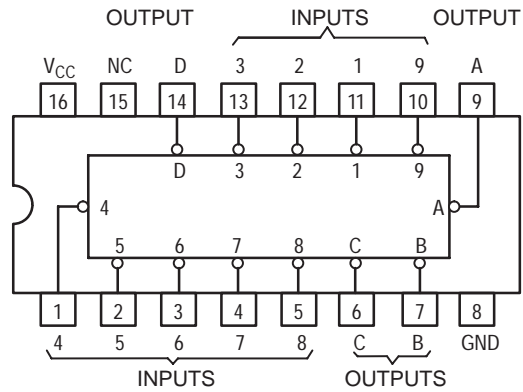 OUTPUT INPUTS OUTPUT
VCC NC D 3 2 1 9 A
16 15 14 13 12 11 10 9
D 3 2 1 9
4 A
5 6 7 8 C B
1 2 3 4 5 6 7 8
4 5 6 7 8 C B GND
INPUTS OUTPUTS